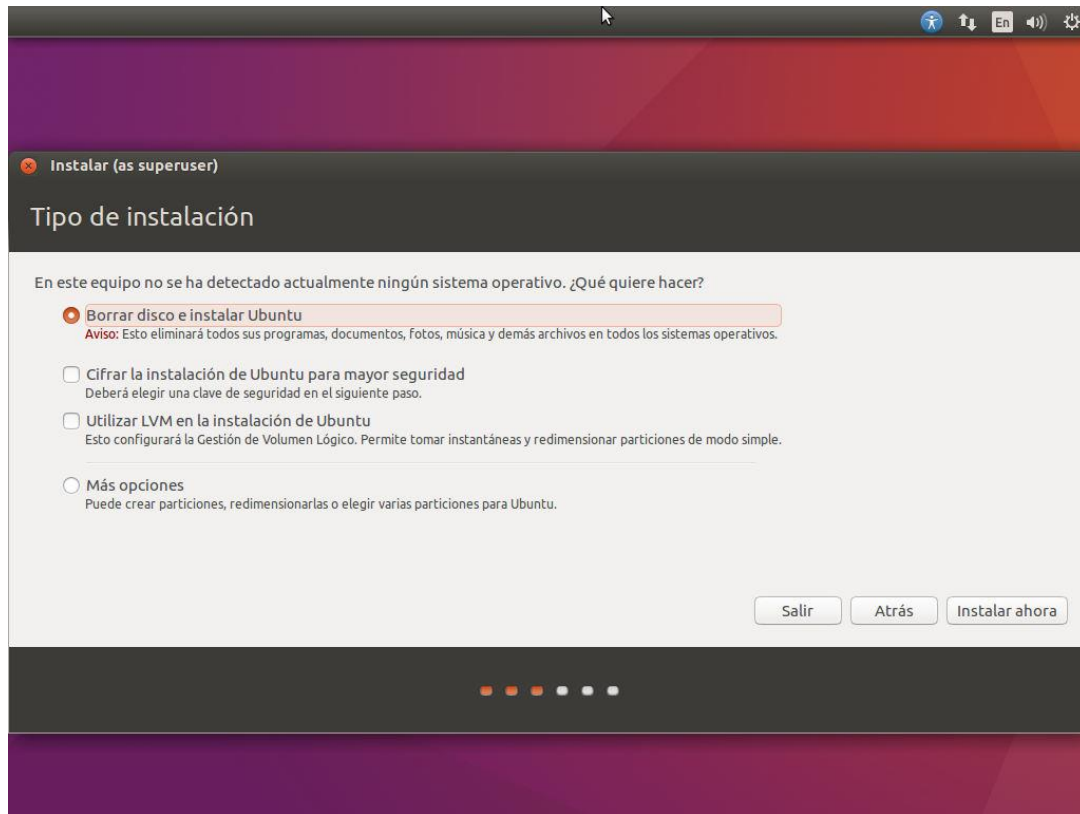 En
Instalar (as superuser)
Tipo de instalación
En este equipo no se ha detectado actualmente ningún sistema operativo. ¿Qué quiere hacer?
Borrar disco e instalar Ubuntu
Aviso: Esto eliminará todos sus programas, documentos, fotos, música y demás archivos en todos los sistemas operativos.
Cifrar la instalación de Ubuntu para mayor seguridad
Deberá elegir una clave de seguridad en el siguiente paso.
Utilizar LVM en la instalación de Ubuntu
Esto configurará la Gestión de Volumen Lógico. Permite tomar instantáneas y redimensionar particiones de modo simple.
Más opciones
Puede crear particiones, redimensionarlas o elegir varias particiones para Ubuntu.
Salir Atrás Instalar ahora